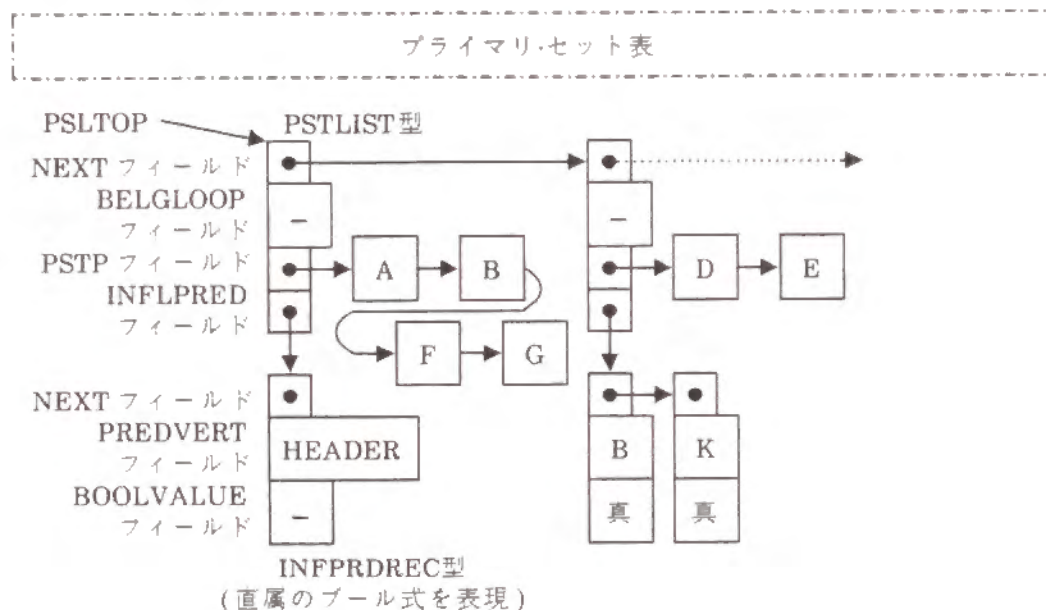 プライマリ・セット表
PSLTOP PSTLIST型
NEXT フィールド
BELGLOOP
フィールド
– –
PSTP フィールド A B D E
INFLPRED
フィールド
F G
NEXT フィールド
PREDVERT
フィールド
HEADER B K
BOOLVALUE
フィールド
– 真 真
INFPRDREC型
(直属のブール式を表現)